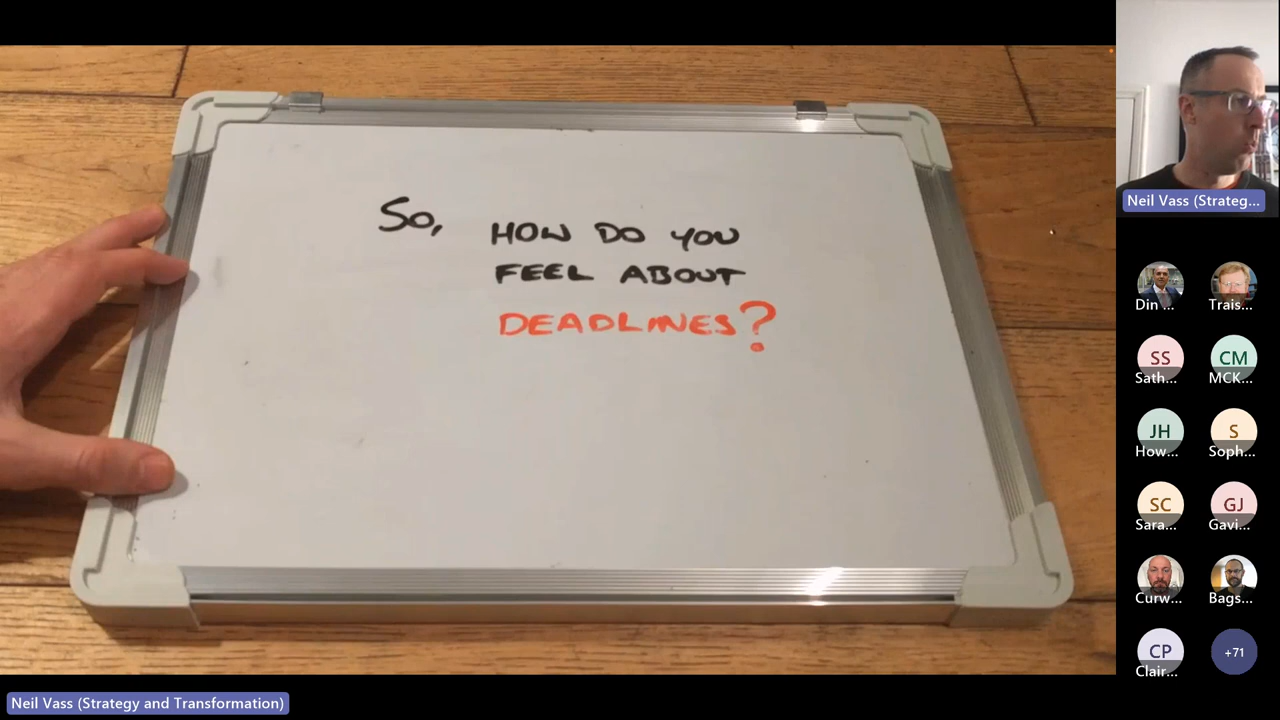 So, HOW DO YOU
FEEL ABOUT
DEADLINES?
Neil Vass (Strateg...
Din ...
Trais...
SS
Sath...
CM
MCK...
JH
How...
S
Soph...
SC
Sara...
GJ
Gavi...
Curw...
Bags...
CP
Clair...
+71
Neil Vass (Strategy and Transformation)